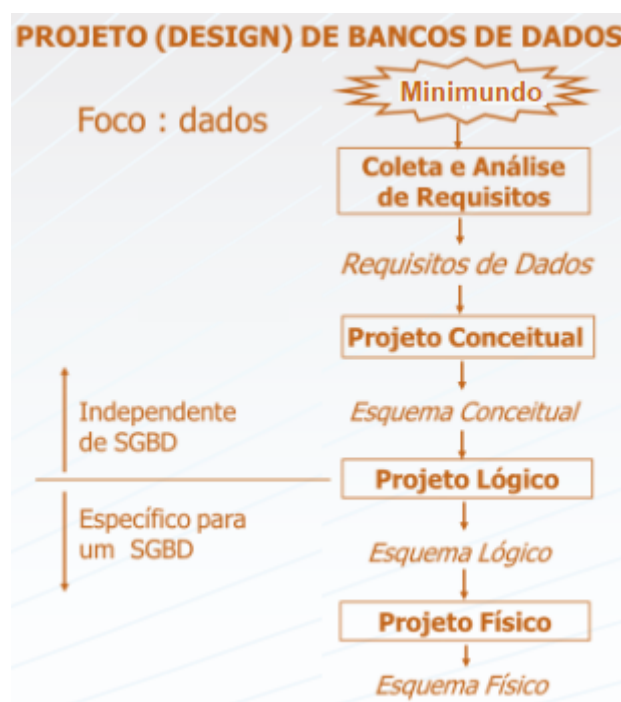 PROJETO (DESIGN) DE BANCOS DE DADOS
Minimundo
Foco : dados
Coleta e Análise
de Requisitos
Requisitos de Dados
Projeto Conceitual
Independente
de SGBD
Esquema Conceitual
Projeto Lógico
Específico para
um SGBD
Esquema Lógico
Projeto Físico
Esquema Físico